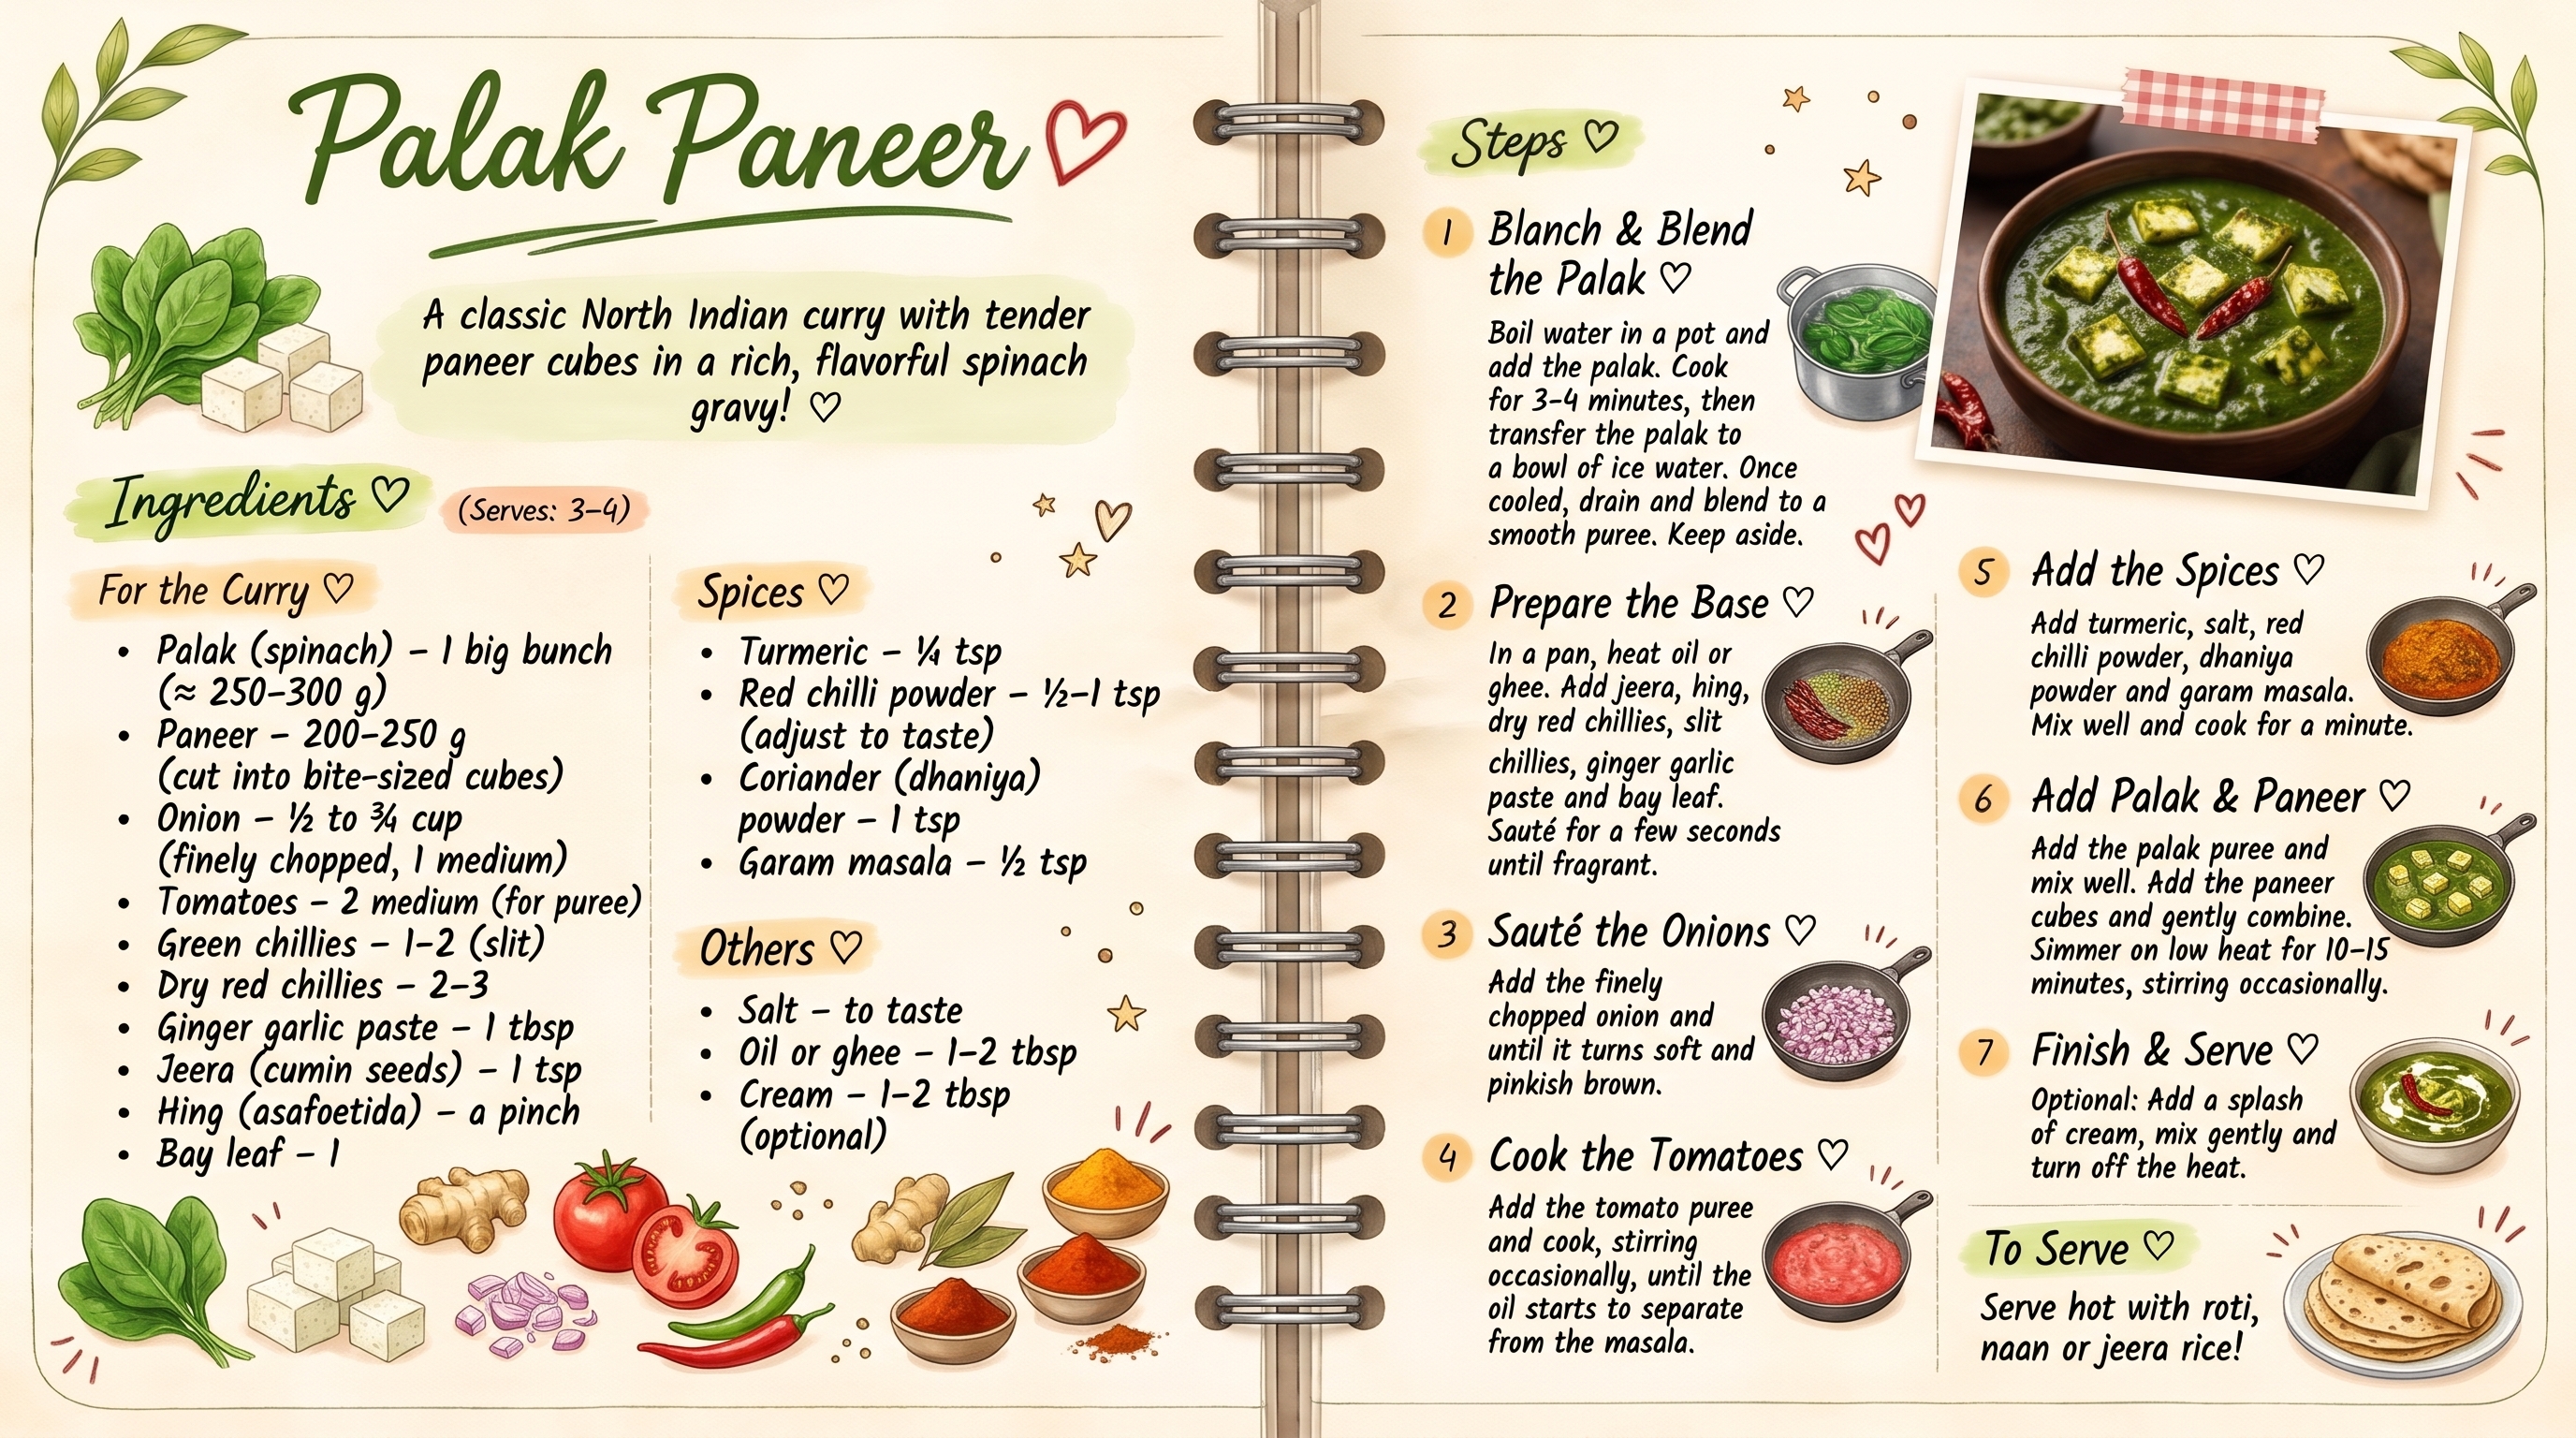 Palak Paneer
A classic North Indian curry with tender
paneer cubes in a rich, flavorful spinach
gravy! ♡
Ingredients ♡ (Serves: 3–4)
For the Curry ♡
• Palak (spinach) – 1 big bunch
(≈ 250–300 g)
• Paneer – 200–250 g
(cut into bite-sized cubes)
• Onion – ½ to ¾ cup
(finely chopped, 1 medium)
• Tomatoes – 2 medium (for puree)
• Green chillies – 1–2 (slit)
• Dry red chillies – 2–3
• Ginger garlic paste – 1 tbsp
• Jeera (cumin seeds) – 1 tsp
• Hing (asafoetida) – a pinch
• Bay leaf – 1
Spices ♡
• Turmeric – ¼ tsp
• Red chilli powder – ½–1 tsp
(adjust to taste)
• Coriander (dhaniya)
powder – 1 tsp
• Garam masala – ½ tsp
Others ♡
• Salt – to taste
• Oil or ghee – 1–2 tbsp
• Cream – 1–2 tbsp
(optional)
Steps ♡
1 Blanch & Blend
the Palak ♡
Boil water in a pot and
add the palak. Cook
for 3–4 minutes, then
transfer the palak to
a bowl of ice water. Once
cooled, drain and blend to a
smooth puree. Keep aside.
2 Prepare the Base ♡
In a pan, heat oil or
ghee. Add jeera, hing,
dry red chillies, slit
chillies, ginger garlic
paste and bay leaf.
Sauté for a few seconds
until fragrant.
3 Sauté the Onions ♡
Add the finely
chopped onion and
until it turns soft and
pinkish brown.
4 Cook the Tomatoes ♡
Add the tomato puree
and cook, stirring
occasionally, until the
oil starts to separate
from the masala.
5 Add the Spices ♡
Add turmeric, salt, red
chilli powder, dhaniya
powder and garam masala.
Mix well and cook for a minute.
6 Add Palak & Paneer ♡
Add the palak puree and
mix well. Add the paneer
cubes and gently combine.
Simmer on low heat for 10–15
minutes, stirring occasionally.
7 Finish & Serve ♡
Optional: Add a splash
of cream, mix gently and
turn off the heat.
To Serve ♡
Serve hot with roti,
naan or jeera rice!